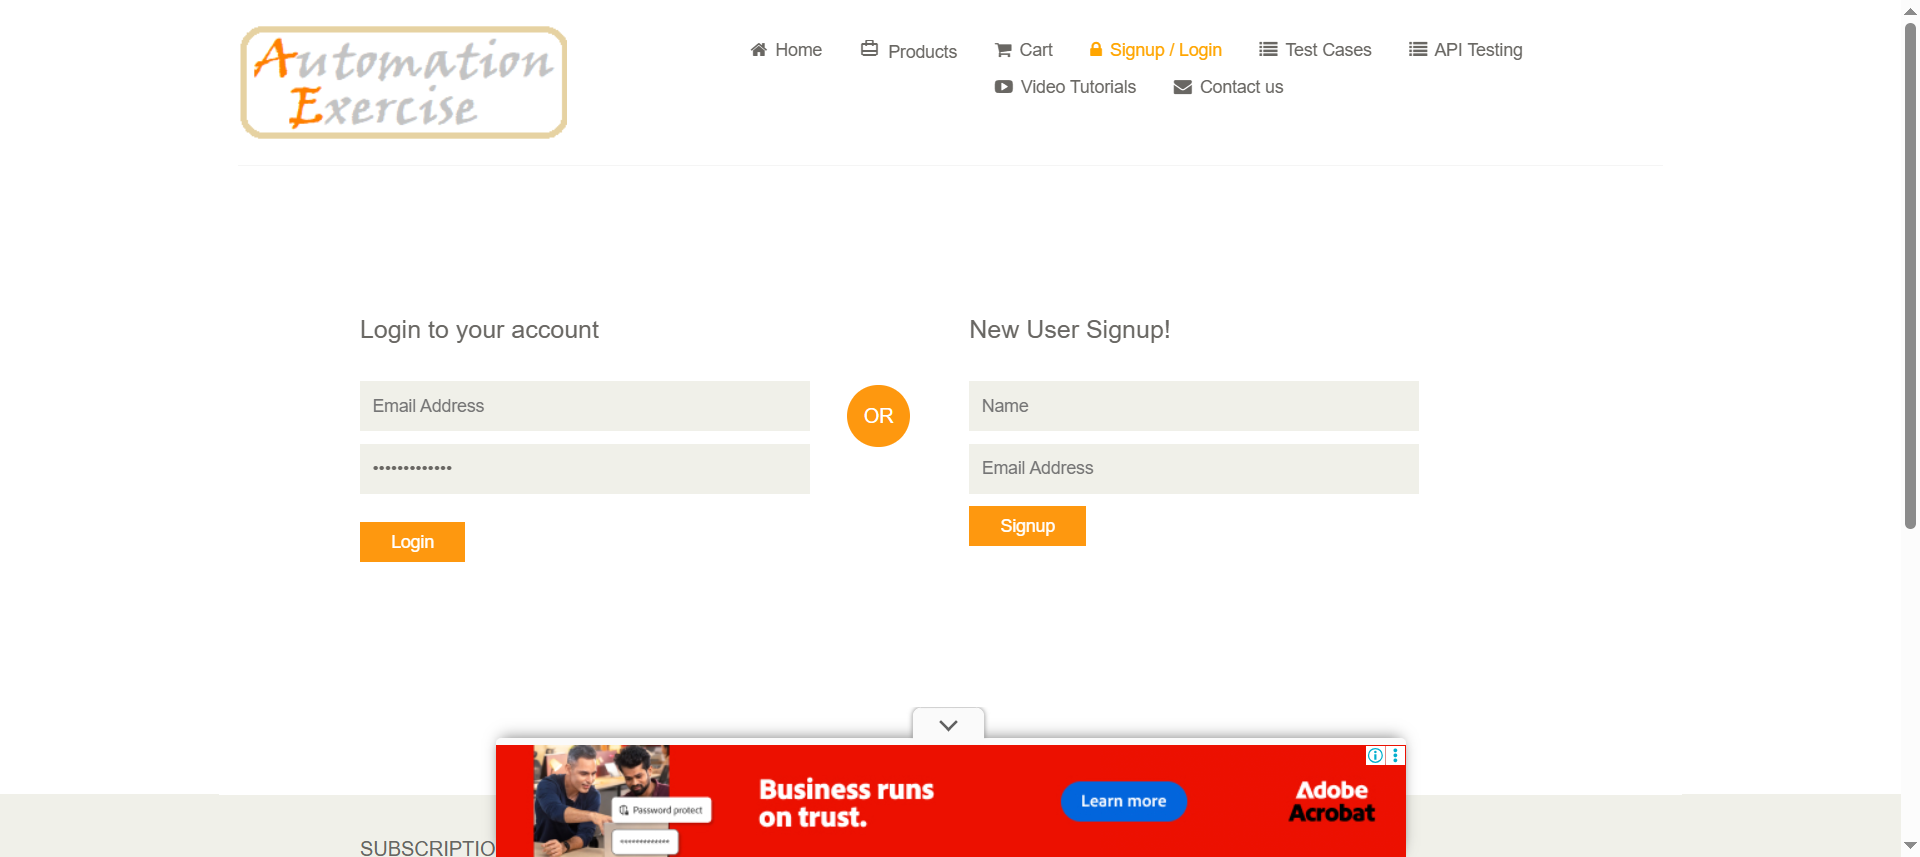 Automation
Exercise
Home
Products
Cart
Signup / Login
Test Cases
API Testing
Video Tutorials
Contact us
Login to your account
New User Signup!
Email Address
OR
Name
•••••••••••••
Email Address
Login
Signup
Password protect
*************
Business runs
on trust.
Learn more
Adobe
Acrobat
SUBSCRIPTIO